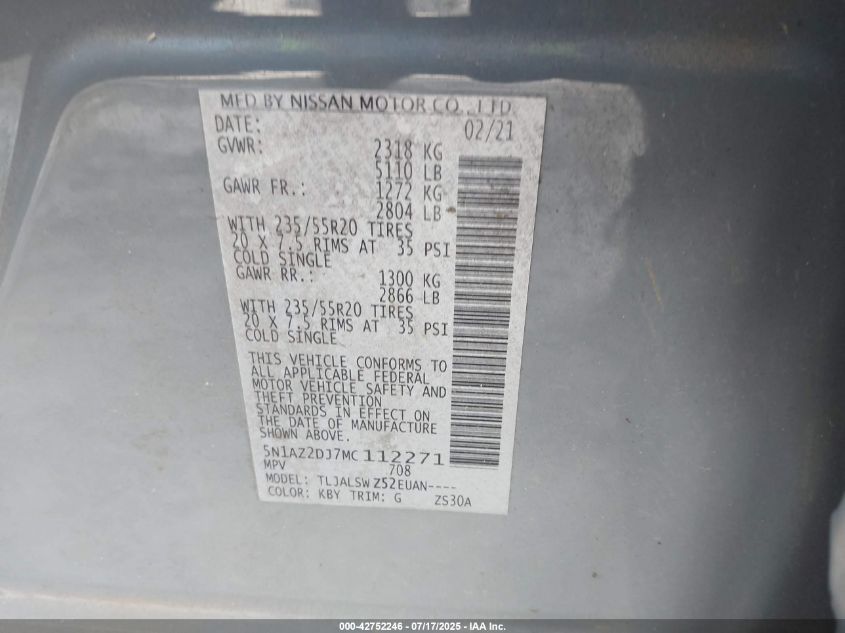 MFD BY NISSAN MOTOR CO., LTD.
DATE: 02/21
GVWR: 2318 KG
5110 LB
GAWR FR.: 1272 KG
2804 LB
WITH 235/55R20 TIRES
20 X 7.5 RIMS AT 35 PSI
COLD SINGLE
GAWR RR.: 1300 KG
2866 LB
WITH 235/55R20 TIRES
20 X 7.5 RIMS AT 35 PSI
COLD SINGLE
THIS VEHICLE CONFORMS TO
ALL APPLICABLE FEDERAL
MOTOR VEHICLE SAFETY AND
THEFT PREVENTION
STANDARDS IN EFFECT ON
THE DATE OF MANUFACTURE
SHOWN ABOVE.
5N1AZ2DJ7MC112271
MPV 708
MODEL: TLJALSWZ52EUAN----
COLOR: KBY TRIM: G ZS30A
000-42752246 - 07/17/2025 - IAA Inc.